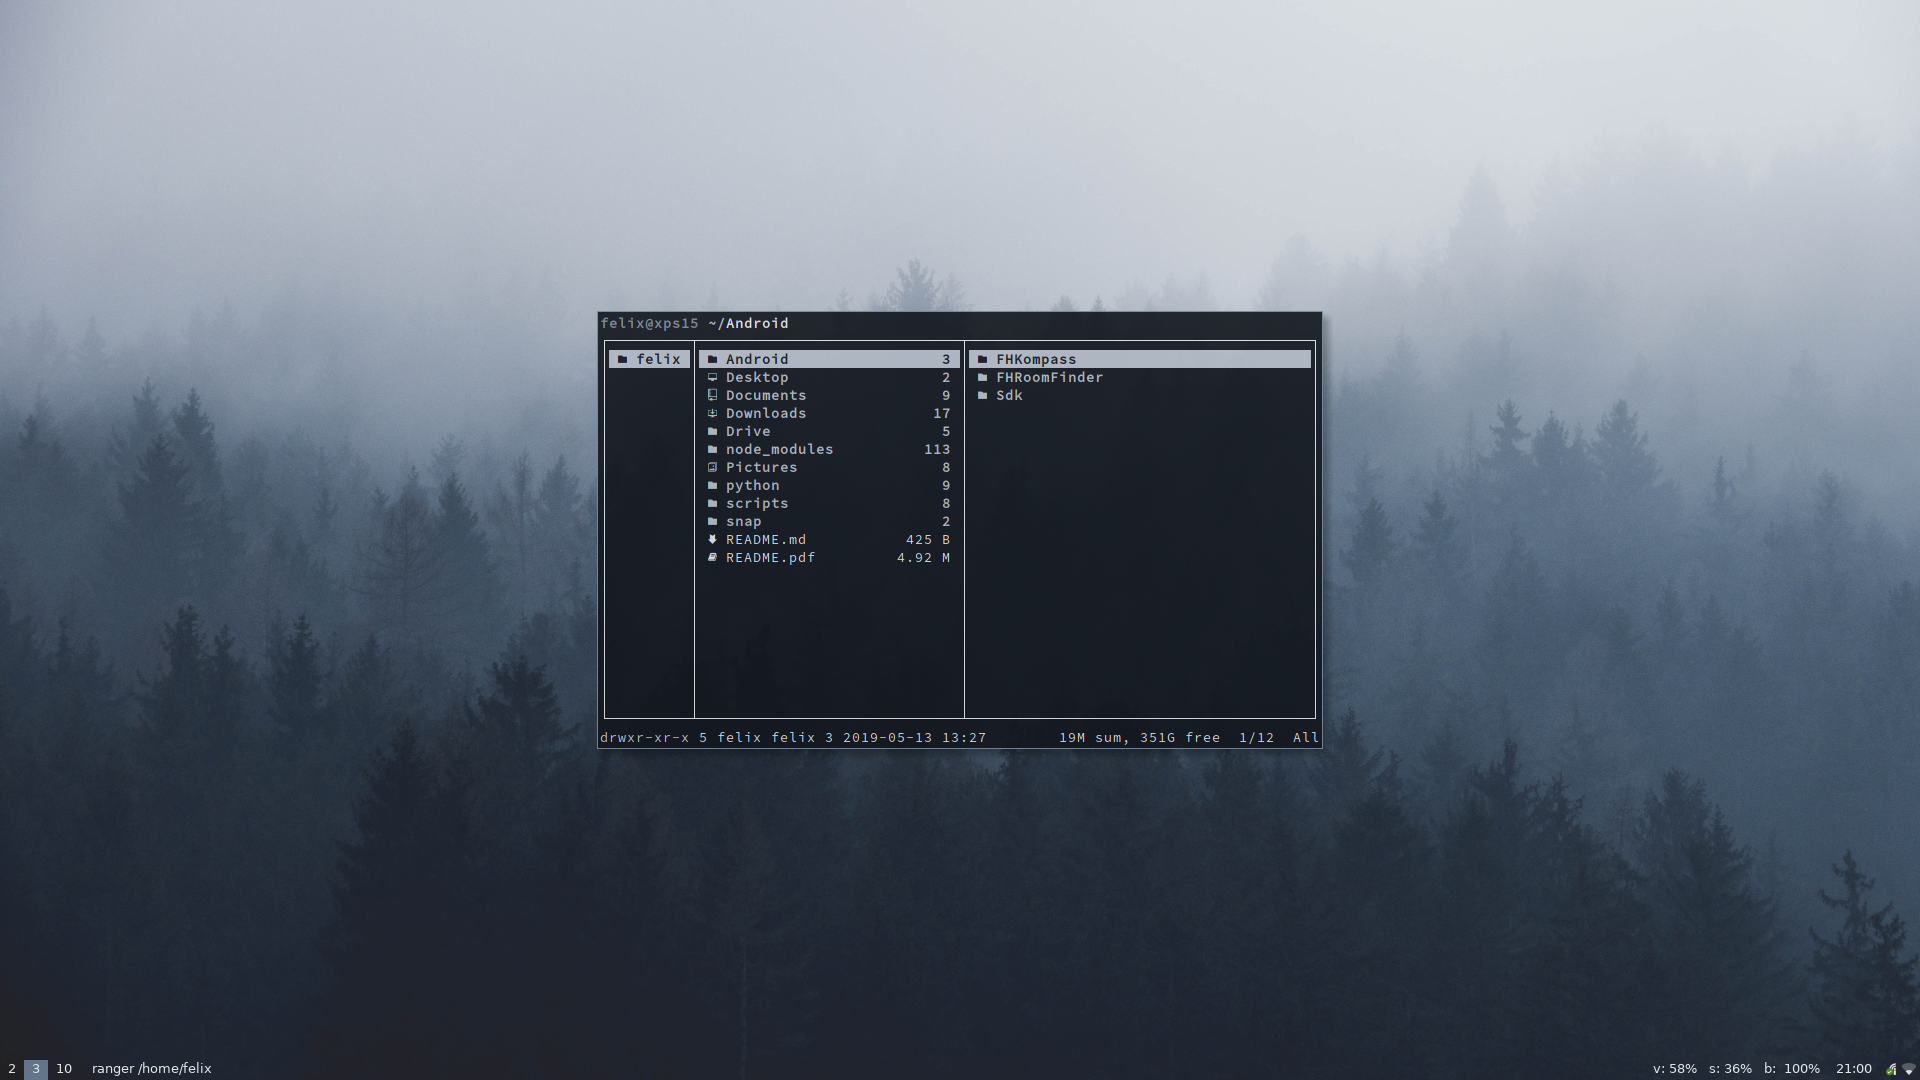 felix@xps15 ~/Android
felix
Android 3
Desktop 2
Documents 9
Downloads 17
Drive 5
node_modules 113
Pictures 8
python 9
scripts 8
snap 2
README.md 425 B
README.pdf 4.92 M
FHKompass
FHRoomFinder
Sdk
drwxr-xr-x 5 felix felix 3 2019-05-13 13:27 19M sum, 351G free 1/12 All
2 3 10 ranger /home/felix v: 58% s: 36% b: 100% 21:00